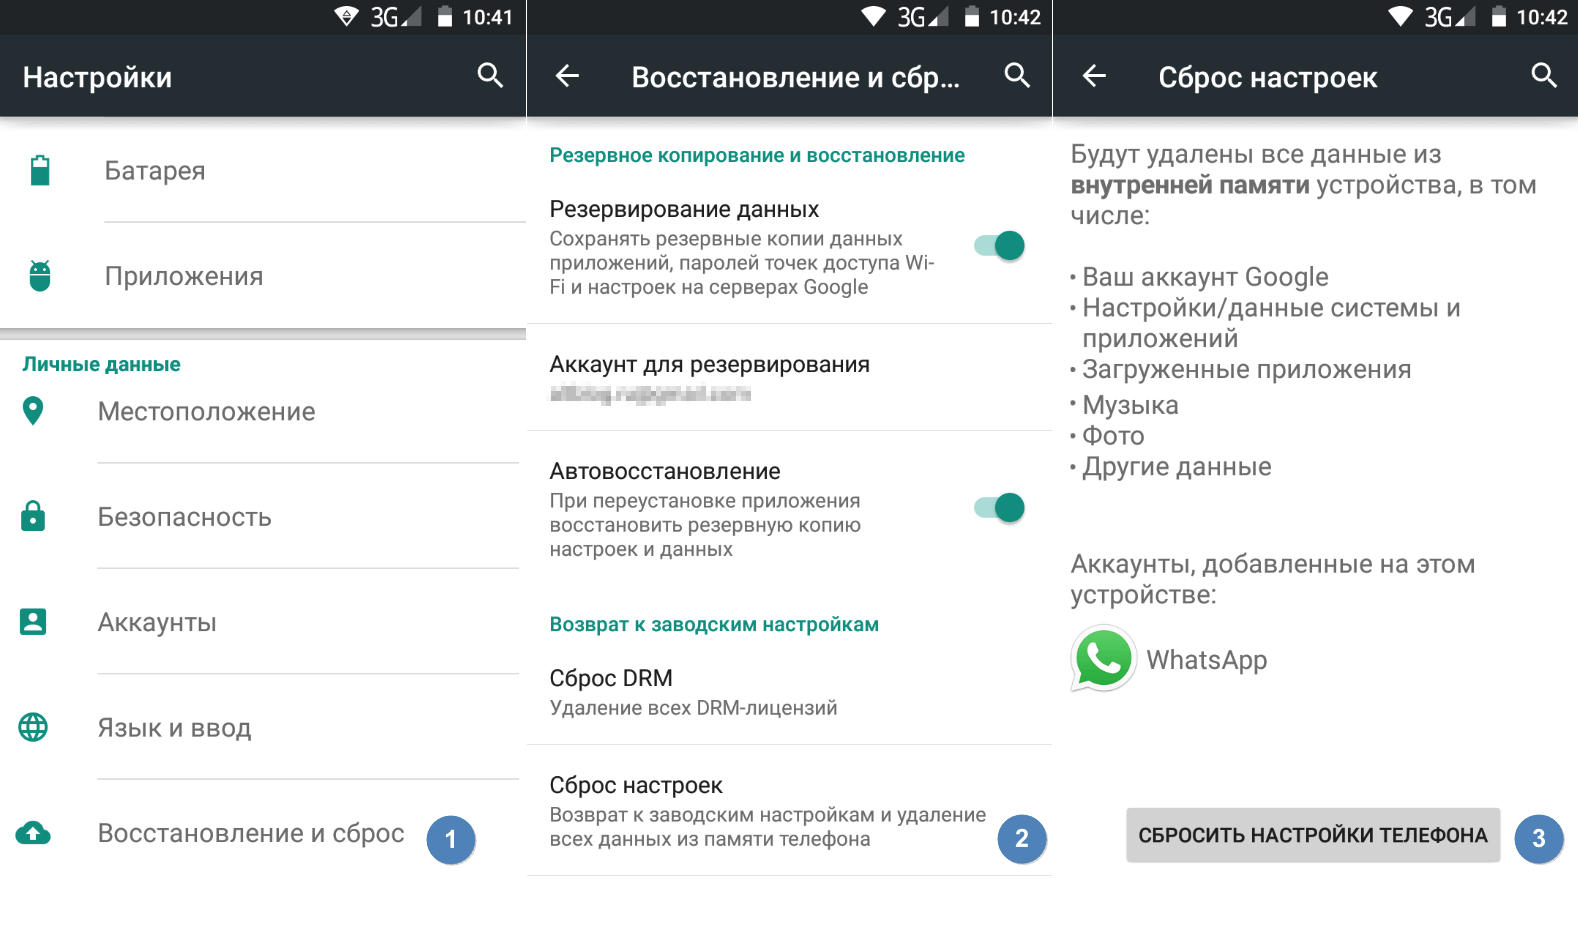 3G 10:41
Настройки
Батарея
Приложения
Личные данные
Местоположение
Безопасность
Аккаунты
Язык и ввод
Восстановление и сброс
1
3G 10:42
Восстановление и сбр...
Резервное копирование и восстановление
Резервирование данных
Сохранять резервные копии данных
приложений, паролей точек доступа Wi-
Fi и настроек на серверах Google
Аккаунт для резервирования
Автовосстановление
При переустановке приложения
восстановить резервную копию
настроек и данных
Возврат к заводским настройкам
Сброс DRM
Удаление всех DRM-лицензий
Сброс настроек
Возврат к заводским настройкам и удаление
всех данных из памяти телефона
2
3G 10:42
Сброс настроек
Будут удалены все данные из
внутренней памяти устройства, в том
числе:
• Ваш аккаунт Google
• Настройки/данные системы и
приложений
• Загруженные приложения
• Музыка
• Фото
• Другие данные
Аккаунты, добавленные на этом
устройстве:
WhatsApp
СБРОСИТЬ НАСТРОЙКИ ТЕЛЕФОНА
3